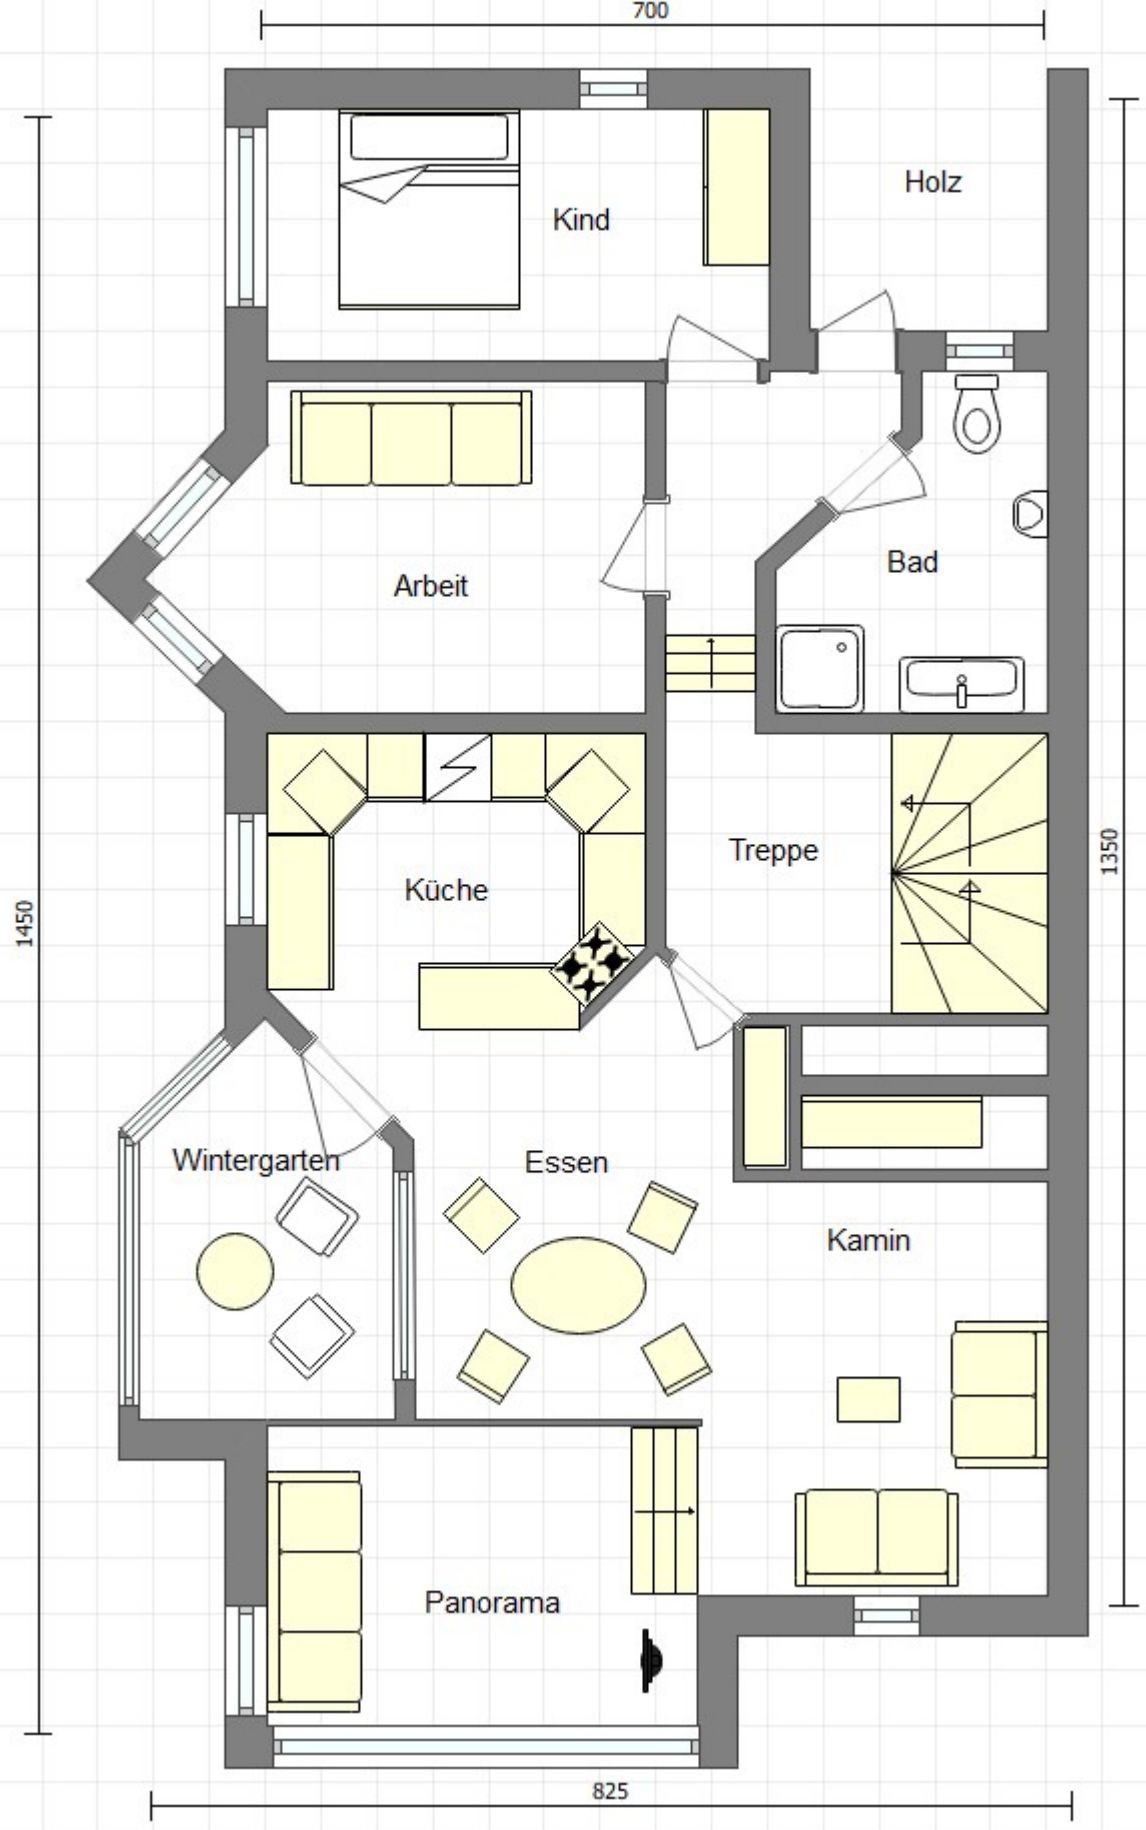 700
Holz
Kind
Bad
Arbeit
Treppe
1350
Küche
1450
Wintergarten
Essen
Kamin
Panorama
825